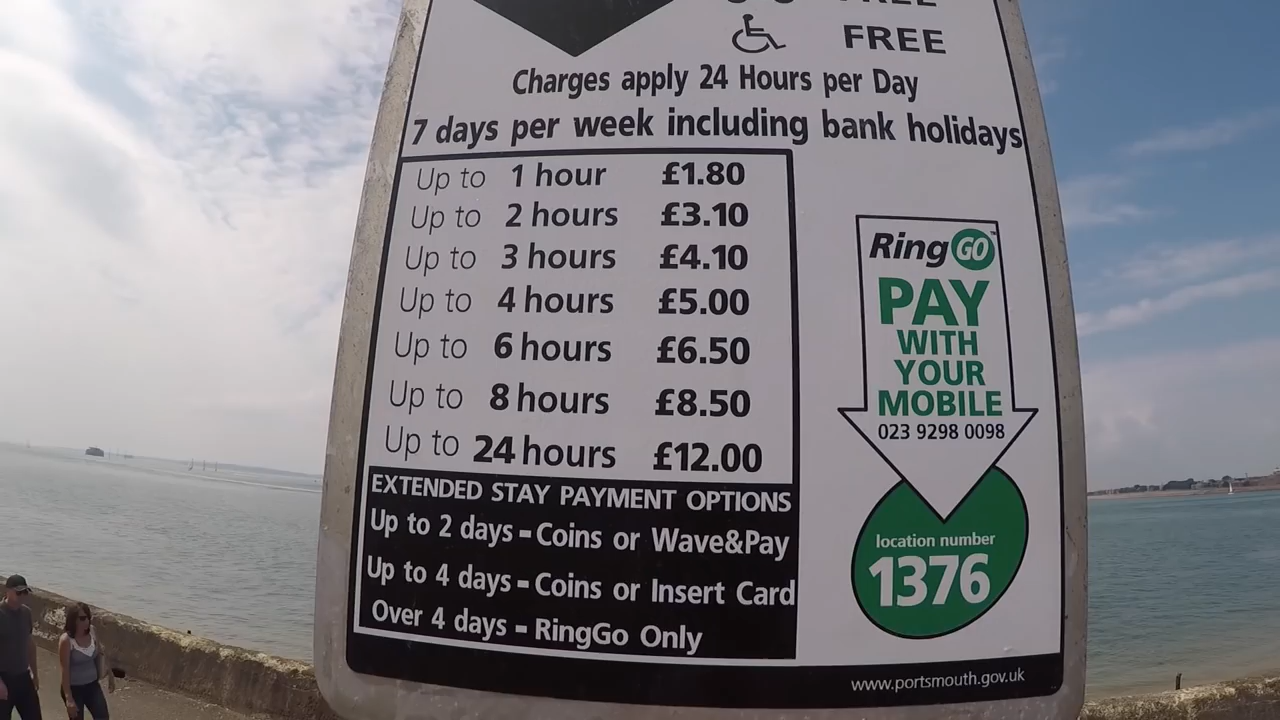 FREE
FREE
Charges apply 24 Hours per Day
7 days per week including bank holidays
Up to 1 hour £1.80
Up to 2 hours £3.10
Up to 3 hours £4.10
Up to 4 hours £5.00
Up to 6 hours £6.50
Up to 8 hours £8.50
Up to 24 hours £12.00
EXTENDED STAY PAYMENT OPTIONS
Up to 2 days - Coins or Wave&Pay
Up to 4 days - Coins or Insert Card
Over 4 days - RingGo Only
RingGO™
PAY
WITH
YOUR
MOBILE
023 9298 0098
location number
1376
www.portsmouth.gov.uk